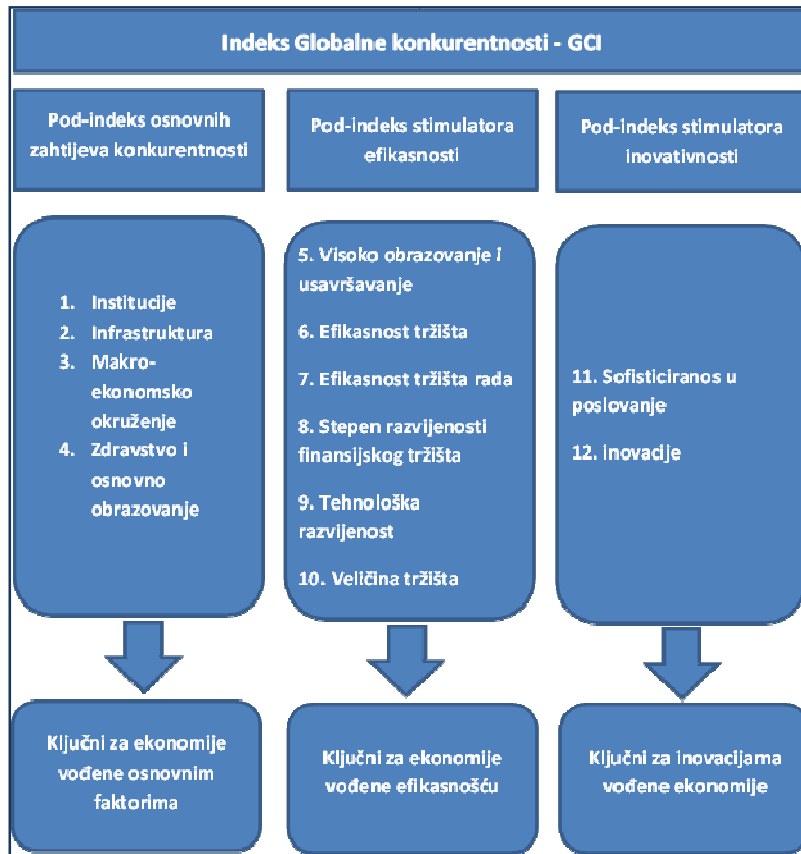 Indeks Globalne konkurentnosti - GCI
Pod-indeks osnovnih
zahtijeva konkurentnosti
Pod-indeks stimulatora
efikasnosti
Pod-indeks stimulatora
inovativnosti
1. Institucije
2. Infrastruktura
3. Makro-
ekonomsko
okruženje
4. Zdravstvo i
osnovno
obrazovanje
5. Visoko obrazovanje i
usavršavanje
6. Efikasnost tržišta
7. Efikasnost tržišta rada
8. Stepen razvijenosti
finansijskog tržišta
9. Tehnološka
razvijenost
10. Veličina tržišta
11. Sofisticiranos u
poslovanje
12. inovacije
Ključni za ekonomije
vođene osnovnim
faktorima
Ključni za ekonomije
vođene efikasnošću
Ključni za inovacijama
vođene ekonomije